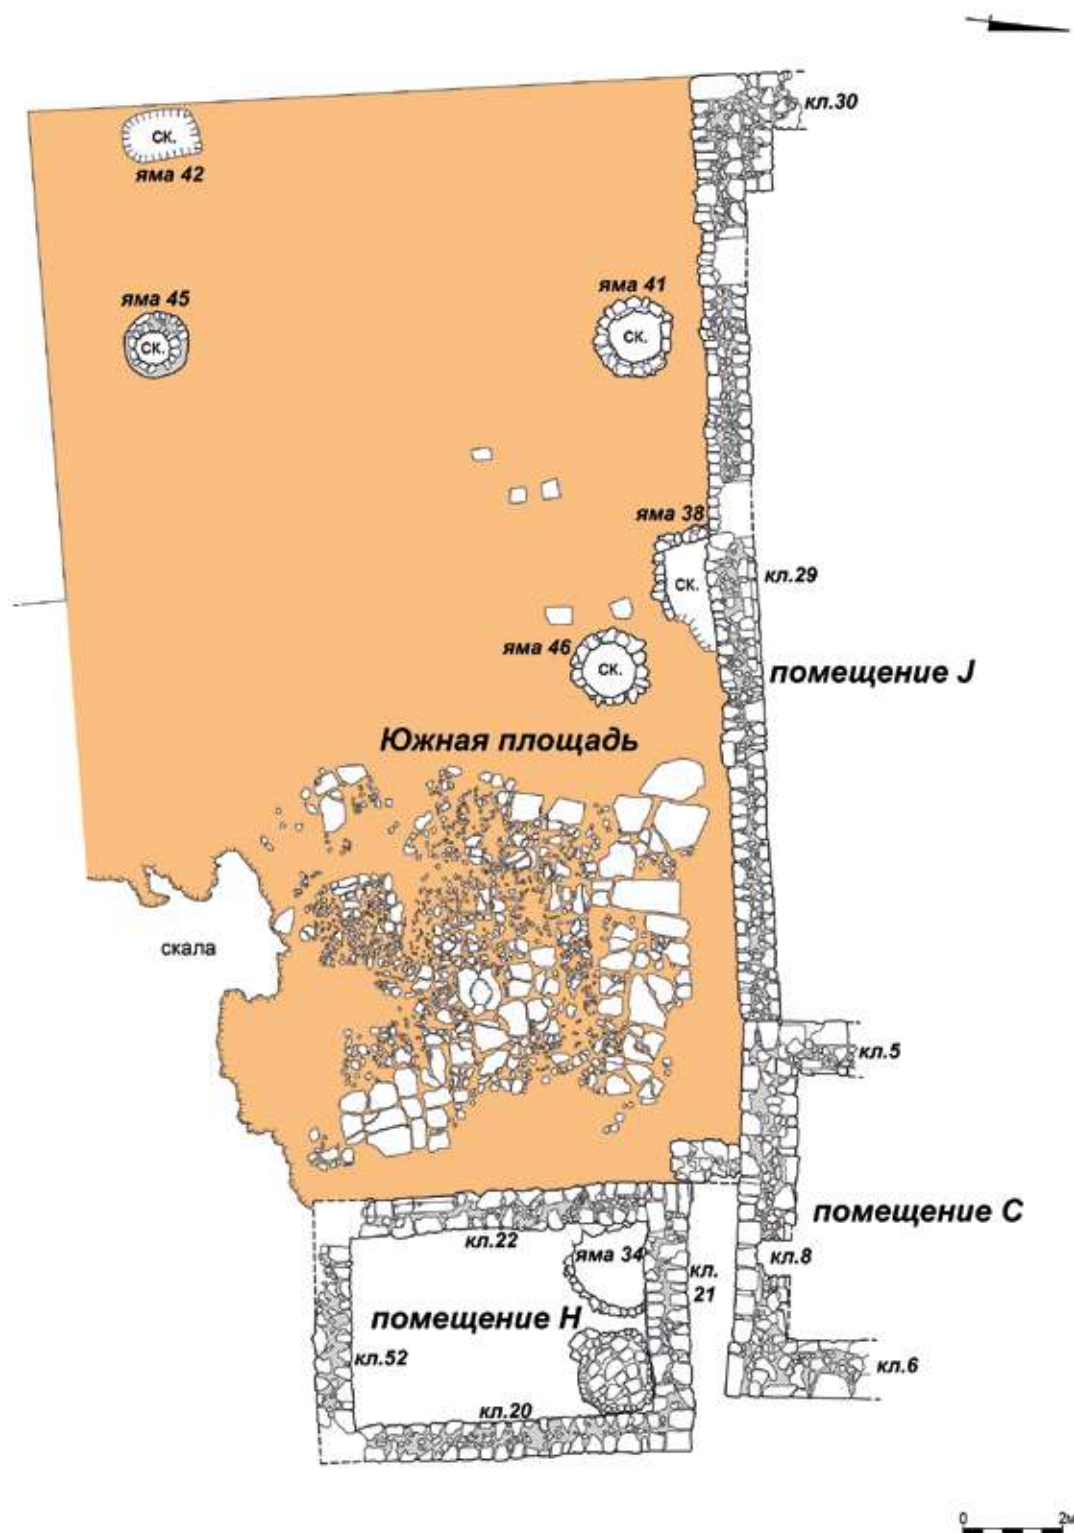 кл.30
ск.
яма 42
яма 41
яма 45
ск.
ск.
яма 38
кл.29
ск.
яма 46
ск.
помещение J
Южная площадь
скала
кл.5
помещение С
кл.22
яма 34
кл.8
кл.
21
помещение Н
кл.52
кл.6
кл.20
0 2м